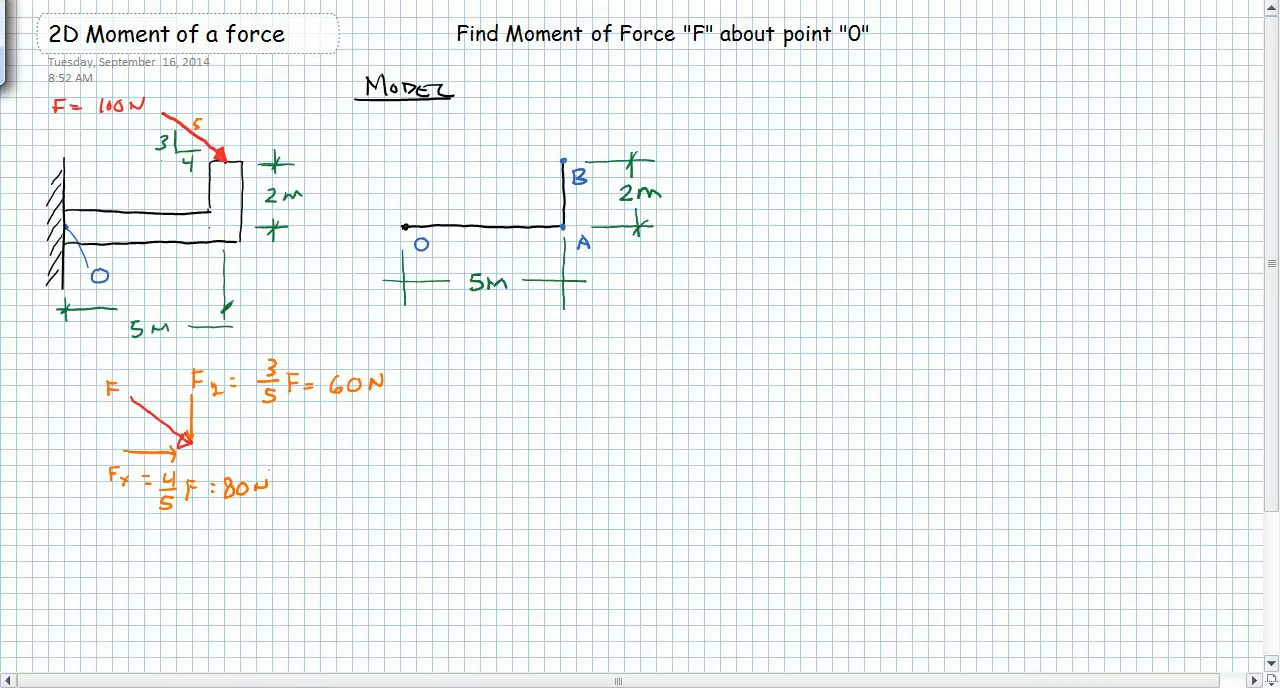 2D Moment of a force
Find Moment of Force "F" about point "O"
Tuesday, September 16, 2014
8:52 AM
MODEL
F = 100N
5
3
4
2M
O
5M
B
2M
O
A
5M
F
Fy = 3/5 F = 60N
Fx = 4/5 F = 80N